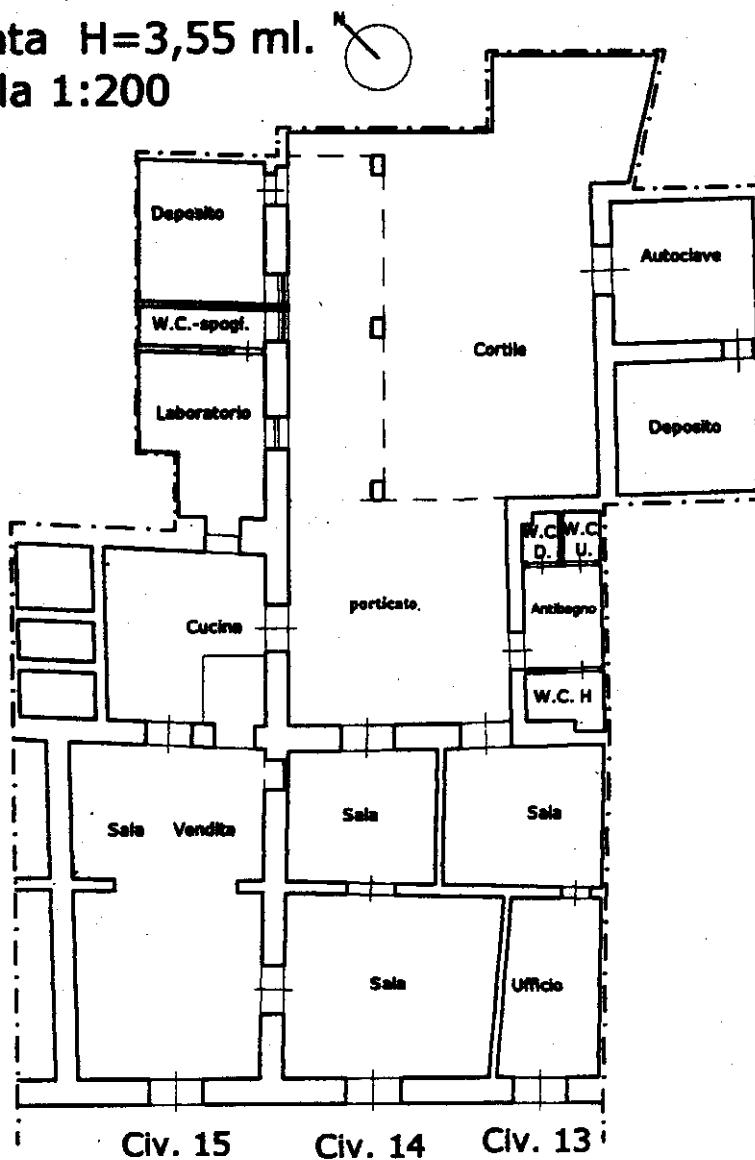 nta H=3,55 ml.
la 1:200
N
Deposito
Autoclave
W.C.-spogl.
Cortile
Laboratorio
Deposito
W.C. D.
W.C. U.
porticato.
Antibagno
Cucina
W.C. H
Sala Vendita
Sala
Sala
Sala
Ufficio
Civ. 15
Civ. 14
Civ. 13